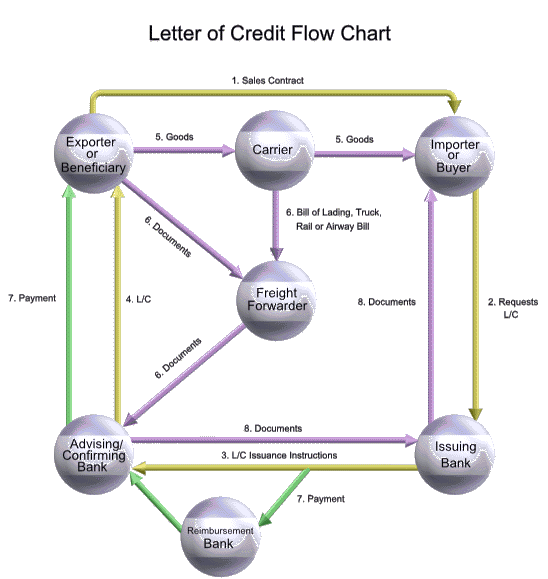 Letter of Credit Flow Chart
1. Sales Contract
Exporter
or
Beneficiary
5. Goods
Carrier
5. Goods
Importer
or
Buyer
6. Documents
6. Bill of Lading, Truck,
Rail or Airway Bill
7. Payment
4. L/C
Freight
Forwarder
8. Documents
2. Requests
L/C
6. Documents
Advising/
Confirming
Bank
8. Documents
3. L/C Issuance Instructions
Issuing
Bank
7. Payment
Reimbursement
Bank